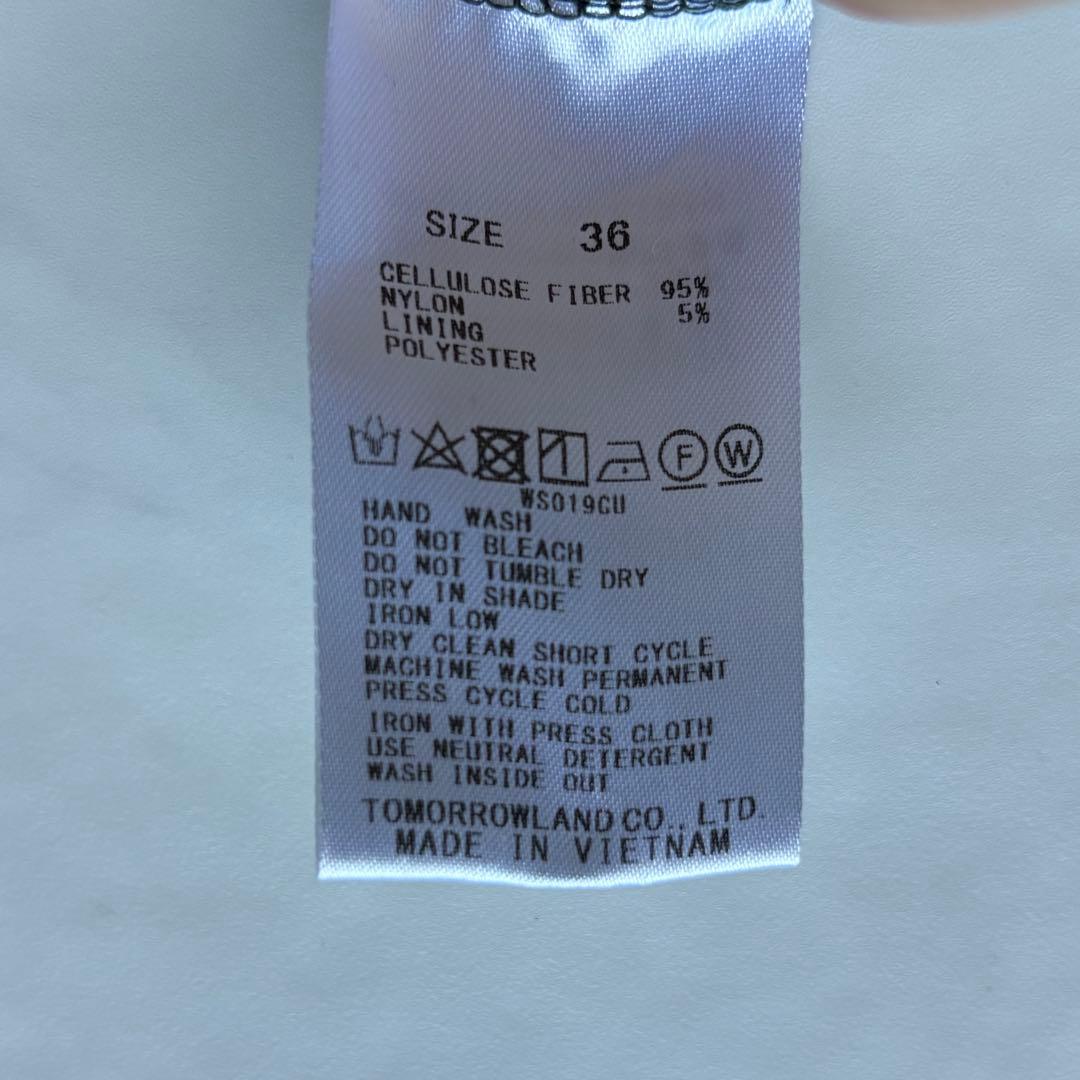 SIZE 36
CELLULOSE FIBER 95%
NYLON 5%
LINING
POLYESTER
F W
WS019CU
HAND WASH
DO NOT BLEACH
DO NOT TUMBLE DRY
DRY IN SHADE
IRON LOW
DRY CLEAN SHORT CYCLE
MACHINE WASH PERMANENT
PRESS CYCLE COLD
IRON WITH PRESS CLOTH
USE NEUTRAL DETERGENT
WASH INSIDE OUT
TOMORROWLAND CO., LTD.
MADE IN VIETNAM